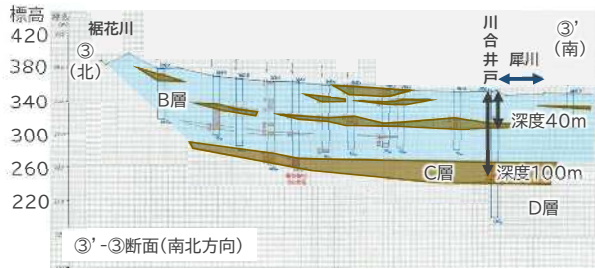 標高
420
380
340
300
260
220
裾花川
③
(北)
B層
川合井戸
犀川
③’
(南)
深度40m
C層
深度100m
D層
③’-③断面(南北方向)